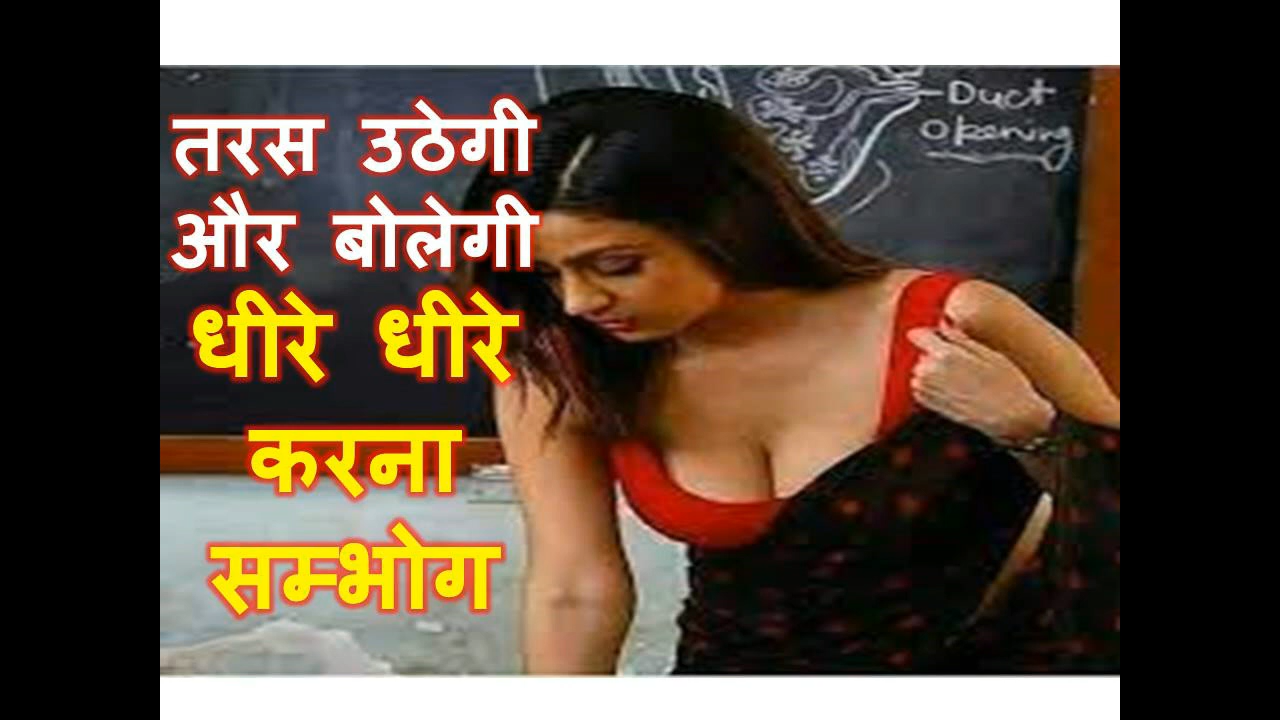 तरस उठेगी
और बोलेगी
धीरे धीरे
करना
सम्भोग
Duct
opening